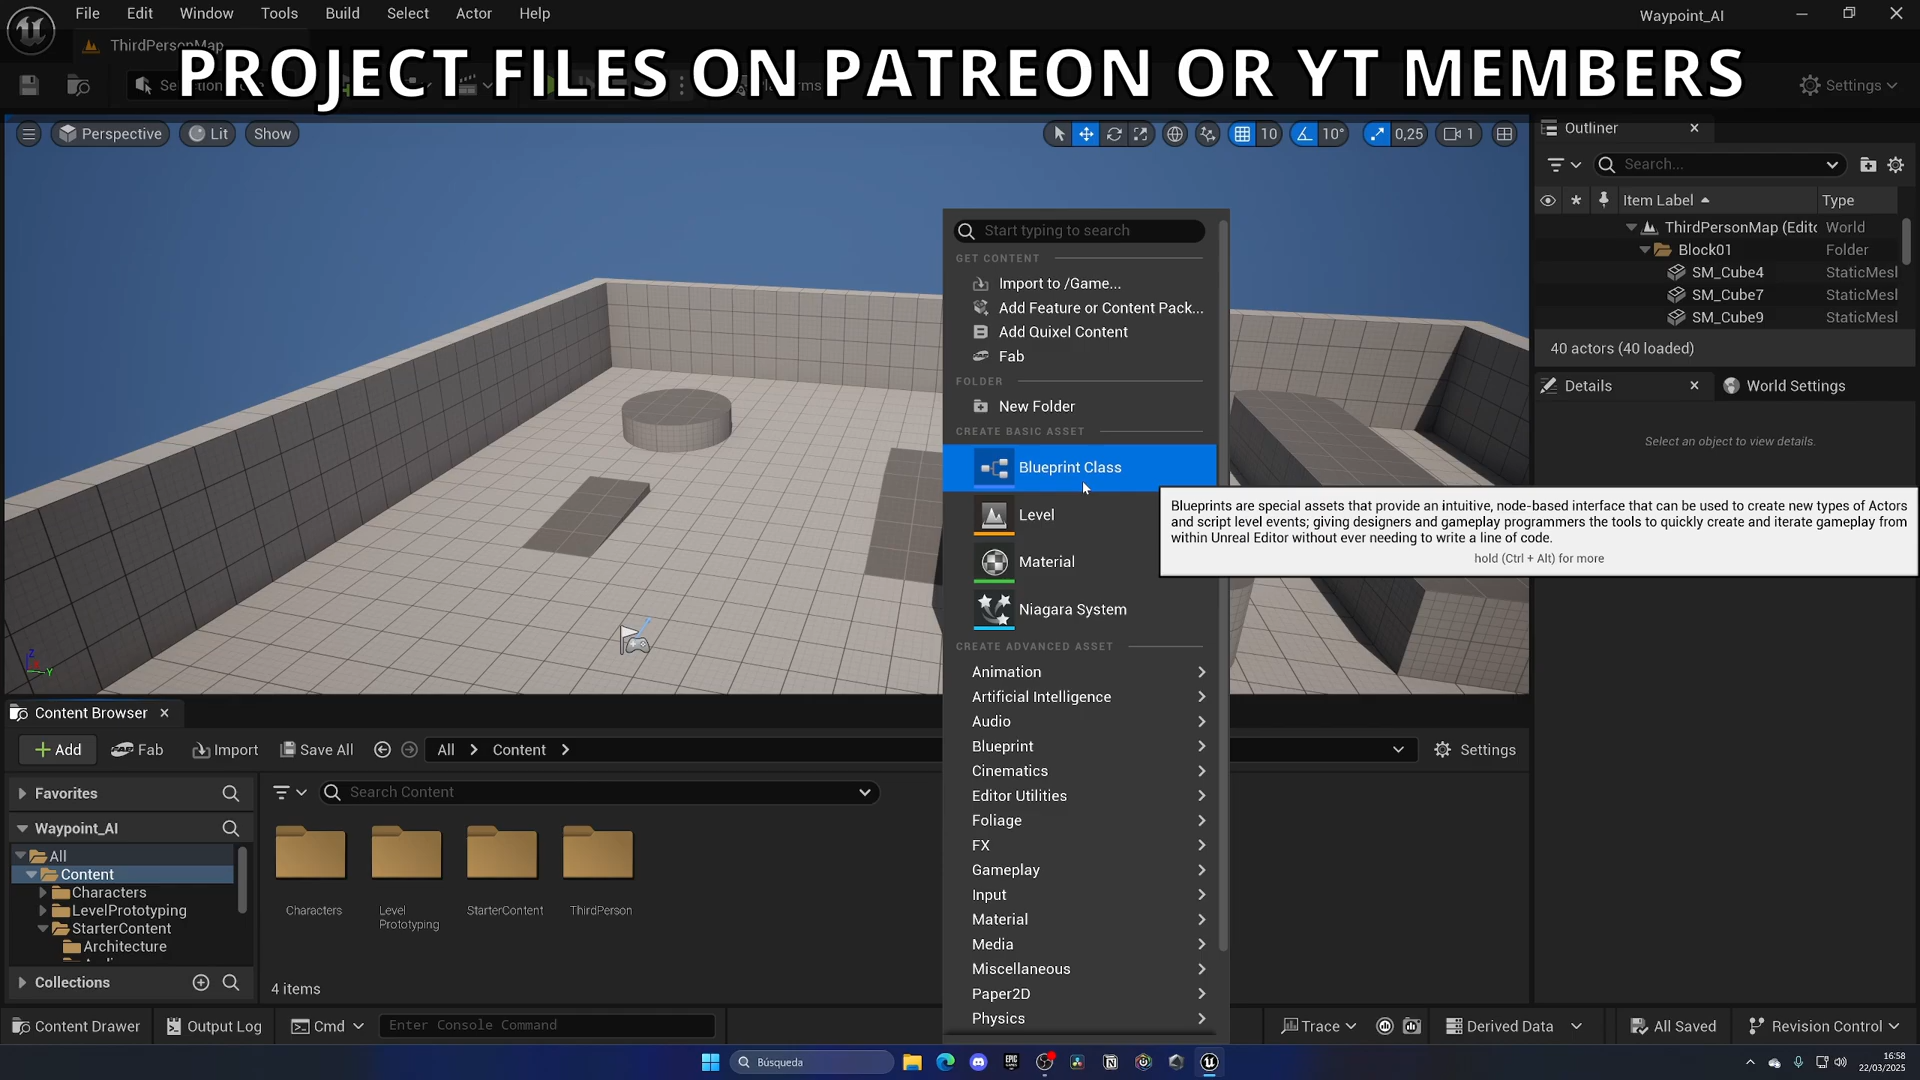 File Edit Window Tools Build Select Actor Help
Waypoint_AI
ThirdPersonMap
PROJECT FILES ON PATREON OR YT MEMBERS
Settings
Perspective Lit Show
10 10° 0,25 1
Outliner
Search...
Item Label Type
ThirdPersonMap (Edito World
Block01 Folder
SM_Cube4 StaticMesl
SM_Cube7 StaticMesl
SM_Cube9 StaticMesl
40 actors (40 loaded)
Details World Settings
Select an object to view details.
Start typing to search
GET CONTENT
Import to /Game...
Add Feature or Content Pack...
Add Quixel Content
Fab
FOLDER
New Folder
CREATE BASIC ASSET
Blueprint Class
Level
Material
Niagara System
CREATE ADVANCED ASSET
Animation
Artificial Intelligence
Audio
Blueprint
Cinematics
Editor Utilities
Foliage
FX
Gameplay
Input
Material
Media
Miscellaneous
Paper2D
Physics
Blueprints are special assets that provide an intuitive, node-based interface that can be used to create new types of Actors
and script level events; giving designers and gameplay programmers the tools to quickly create and iterate gameplay from
within Unreal Editor without ever needing to write a line of code.
hold (Ctrl + Alt) for more
Z
Y
Content Browser
Add Fab Import Save All All Content Settings
Favorites
Search Content
Waypoint_AI
All
Content
Characters
LevelPrototyping
StarterContent
Architecture
Collections
Characters
Level
Prototyping
StarterContent
ThirdPerson
4 items
Content Drawer Output Log Cmd Enter Console Command
Trace Derived Data All Saved Revision Control
Búsqueda
16:58
22/03/2025